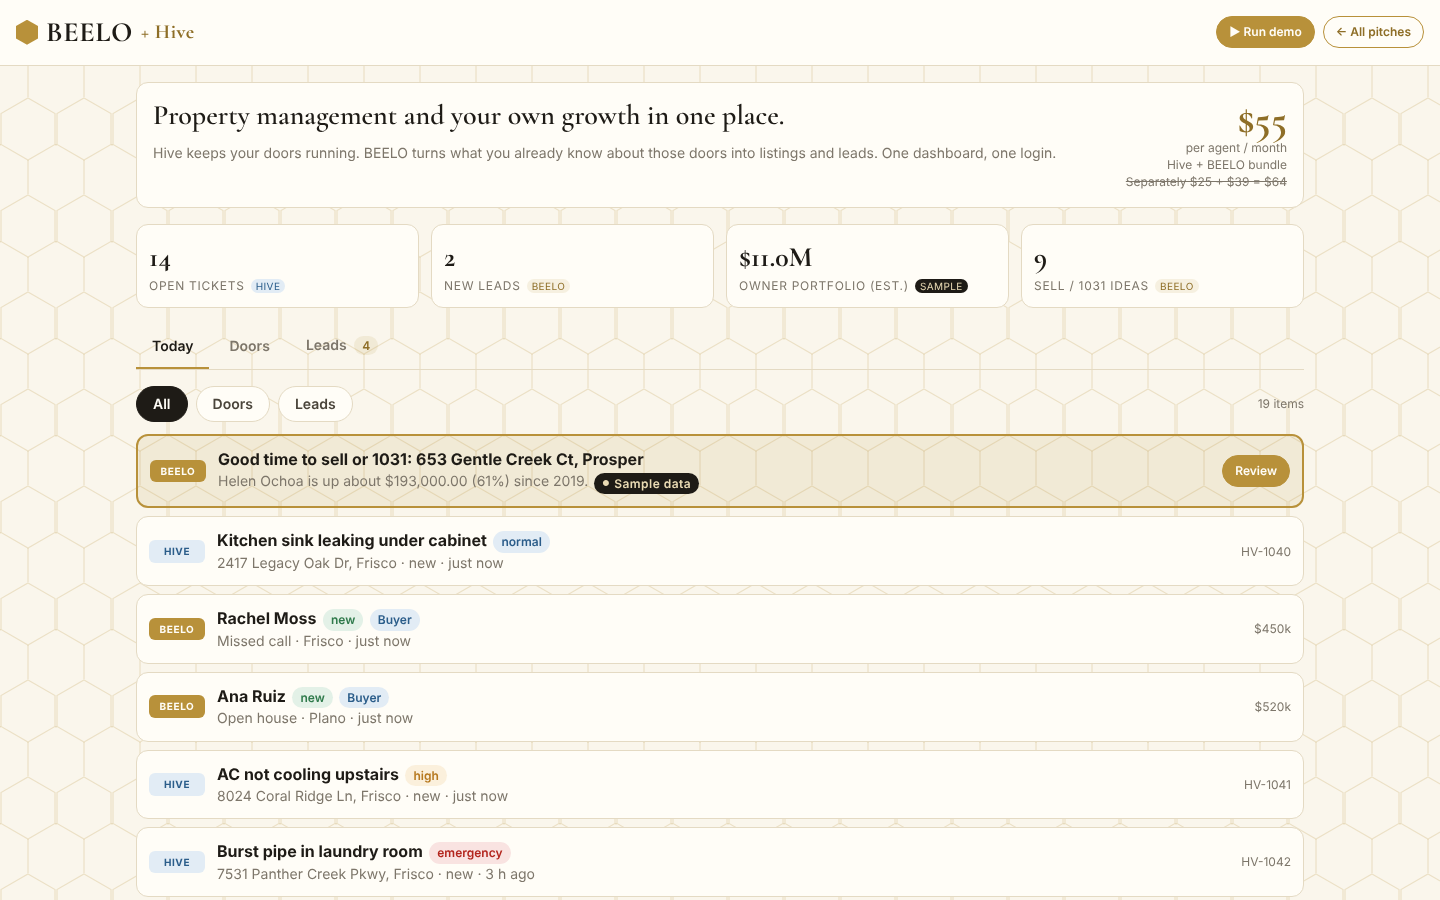 BEELO + Hive
▶ Run demo
← All pitches
Property management and your own growth in one place.
Hive keeps your doors running. BEELO turns what you already know about those doors into listings and leads. One dashboard, one login.
$55
per agent / month
Hive + BEELO bundle
Separately $25 + $39 = $64
14
OPEN TICKETS HIVE
2
NEW LEADS BEELO
$11.0M
OWNER PORTFOLIO (EST.) SAMPLE
9
SELL / 1031 IDEAS BEELO
Today Doors Leads 4
All Doors Leads
19 items
BEELO
Good time to sell or 1031: 653 Gentle Creek Ct, Prosper
Helen Ochoa is up about $193,000.00 (61%) since 2019. • Sample data
Review
HIVE
Kitchen sink leaking under cabinet normal
2417 Legacy Oak Dr, Frisco · new · just now
HV-1040
BEELO
Rachel Moss new Buyer
Missed call · Frisco · just now
$450k
BEELO
Ana Ruiz new Buyer
Open house · Plano · just now
$520k
HIVE
AC not cooling upstairs high
8024 Coral Ridge Ln, Frisco · new · just now
HV-1041
HIVE
Burst pipe in laundry room emergency
7531 Panther Creek Pkwy, Frisco · new · 3 h ago
HV-1042